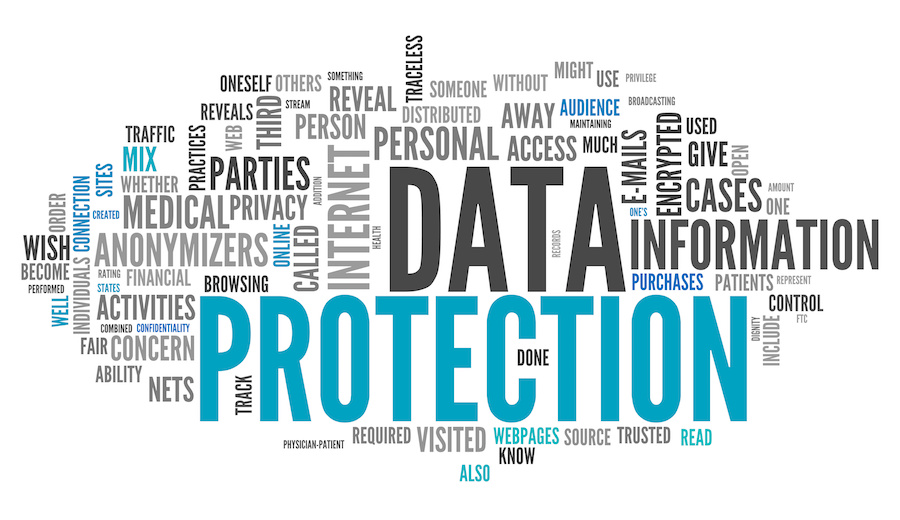 TRACELESS
ONESELF
OTHERS
SOMETHING
SOMEONE
WITHOUT
MIGHT
USE
PRIVILEGE
REVEALS
THIRD
STREAM
REVEAL
DISTRIBUTED
AWAY
AUDIENCE
BROADCASTING
TRAFFIC
PRACTICES
WEB
PERSON
PERSONAL
ACCESS
MAINTAINING
MUCH
E-MAILS
ENCRYPTED
USED
GIVE
OPEN
MIX
PARTIES
INTERNET
DATA
CASES
AMOUNT
ONE
ORDER
CONNECTION
SITES
WHETHER
CREATED
MEDICAL
PRIVACY
ADDITION
ONE'S
WISH
ANONYMIZERS
ONLINE
CALLED
HEALTH
RECORDS
INFORMATION
BECOME
PERFORMED
INDIVIDUALS
RATING
FINANCIAL
STATES
BROWSING
PURCHASES
PATIENTS
REPRESENT
WELL
ACTIVITIES
PROTECTION
CONTROL
FTC
COMBINED
CONFIDENTIALITY
FAIR
CONCERN
DONE
DIGNITY
INCLUDE
ABILITY
NETS
TRACK
PHYSICIAN-PATIENT
REQUIRED
VISITED
WEBPAGES
SOURCE
TRUSTED
READ
KNOW
ALSO